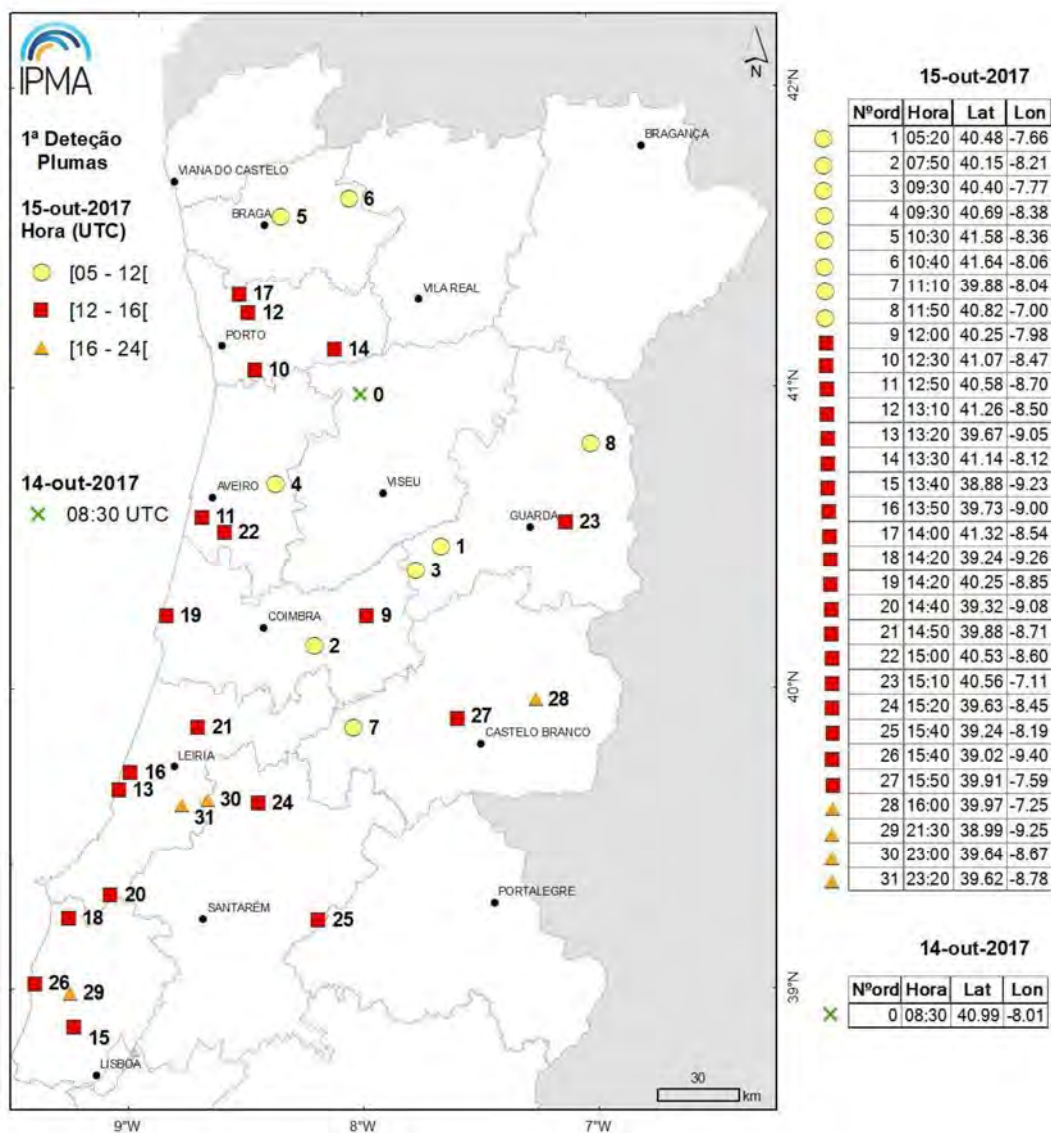 IPMA
1ª Deteção
Plumas
15-out-2017
Hora (UTC)
[05 - 12[
[12 - 16[
[16 - 24[
14-out-2017
08:30 UTC
N
BRAGANÇA
VIANA DO CASTELO
6
BRAGA
5
17
VILA REAL
12
PORTO
14
10
0
8
4
AVEIRO
VISEU
11
GUARDA
23
22
1
3
19
COIMBRA
9
2
28
21
27
7
CASTELO BRANCO
LEIRIA
16
13
30
24
31
20
PORTALEGRE
18
SANTARÉM
25
26
29
15
LISBOA
30
km
42°N
41°N
40°N
39°N
9°W
8°W
7°W
15-out-2017
Nºord Hora Lat Lon
1 05:20 40.48 -7.66
2 07:50 40.15 -8.21
3 09:30 40.40 -7.77
4 09:30 40.69 -8.38
5 10:30 41.58 -8.36
6 10:40 41.64 -8.06
7 11:10 39.88 -8.04
8 11:50 40.82 -7.00
9 12:00 40.25 -7.98
10 12:30 41.07 -8.47
11 12:50 40.58 -8.70
12 13:10 41.26 -8.50
13 13:20 39.67 -9.05
14 13:30 41.14 -8.12
15 13:40 38.88 -9.23
16 13:50 39.73 -9.00
17 14:00 41.32 -8.54
18 14:20 39.24 -9.26
19 14:20 40.25 -8.85
20 14:40 39.32 -9.08
21 14:50 39.88 -8.71
22 15:00 40.53 -8.60
23 15:10 40.56 -7.11
24 15:20 39.63 -8.45
25 15:40 39.24 -8.19
26 15:40 39.02 -9.40
27 15:50 39.91 -7.59
28 16:00 39.97 -7.25
29 21:30 38.99 -9.25
30 23:00 39.64 -8.67
31 23:20 39.62 -8.78
14-out-2017
Nºord Hora Lat Lon
0 08:30 40.99 -8.01